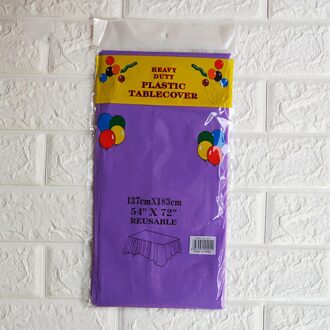 HEAVY
DUTY
PLASTIC
TABLECOVER
137cmX183cm
54" X 72"
REUSABLE